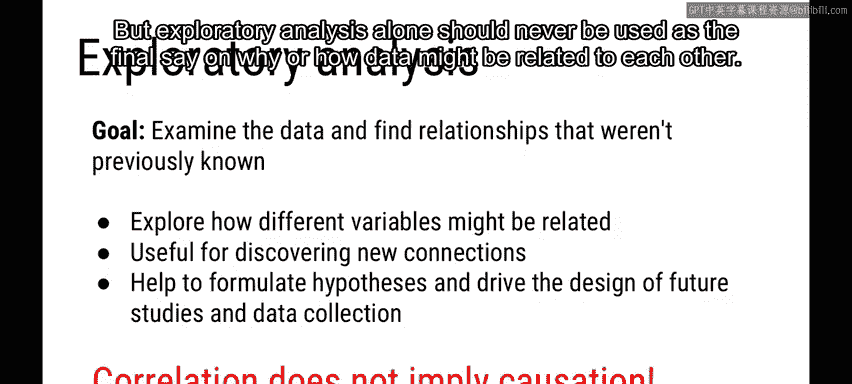 GPT中英字幕课程资源@bilibili.com
But exploratory analysis alone should never be used as the
final say on why or how data might be related to each other.
Exploratory analysis
Goal: Examine the data and find relationships that weren't
previously known
● Explore how different variables might be related
● Useful for discovering new connections
● Help to formulate hypotheses and drive the design of future
studies and data collection
Correlation does not imply causation!